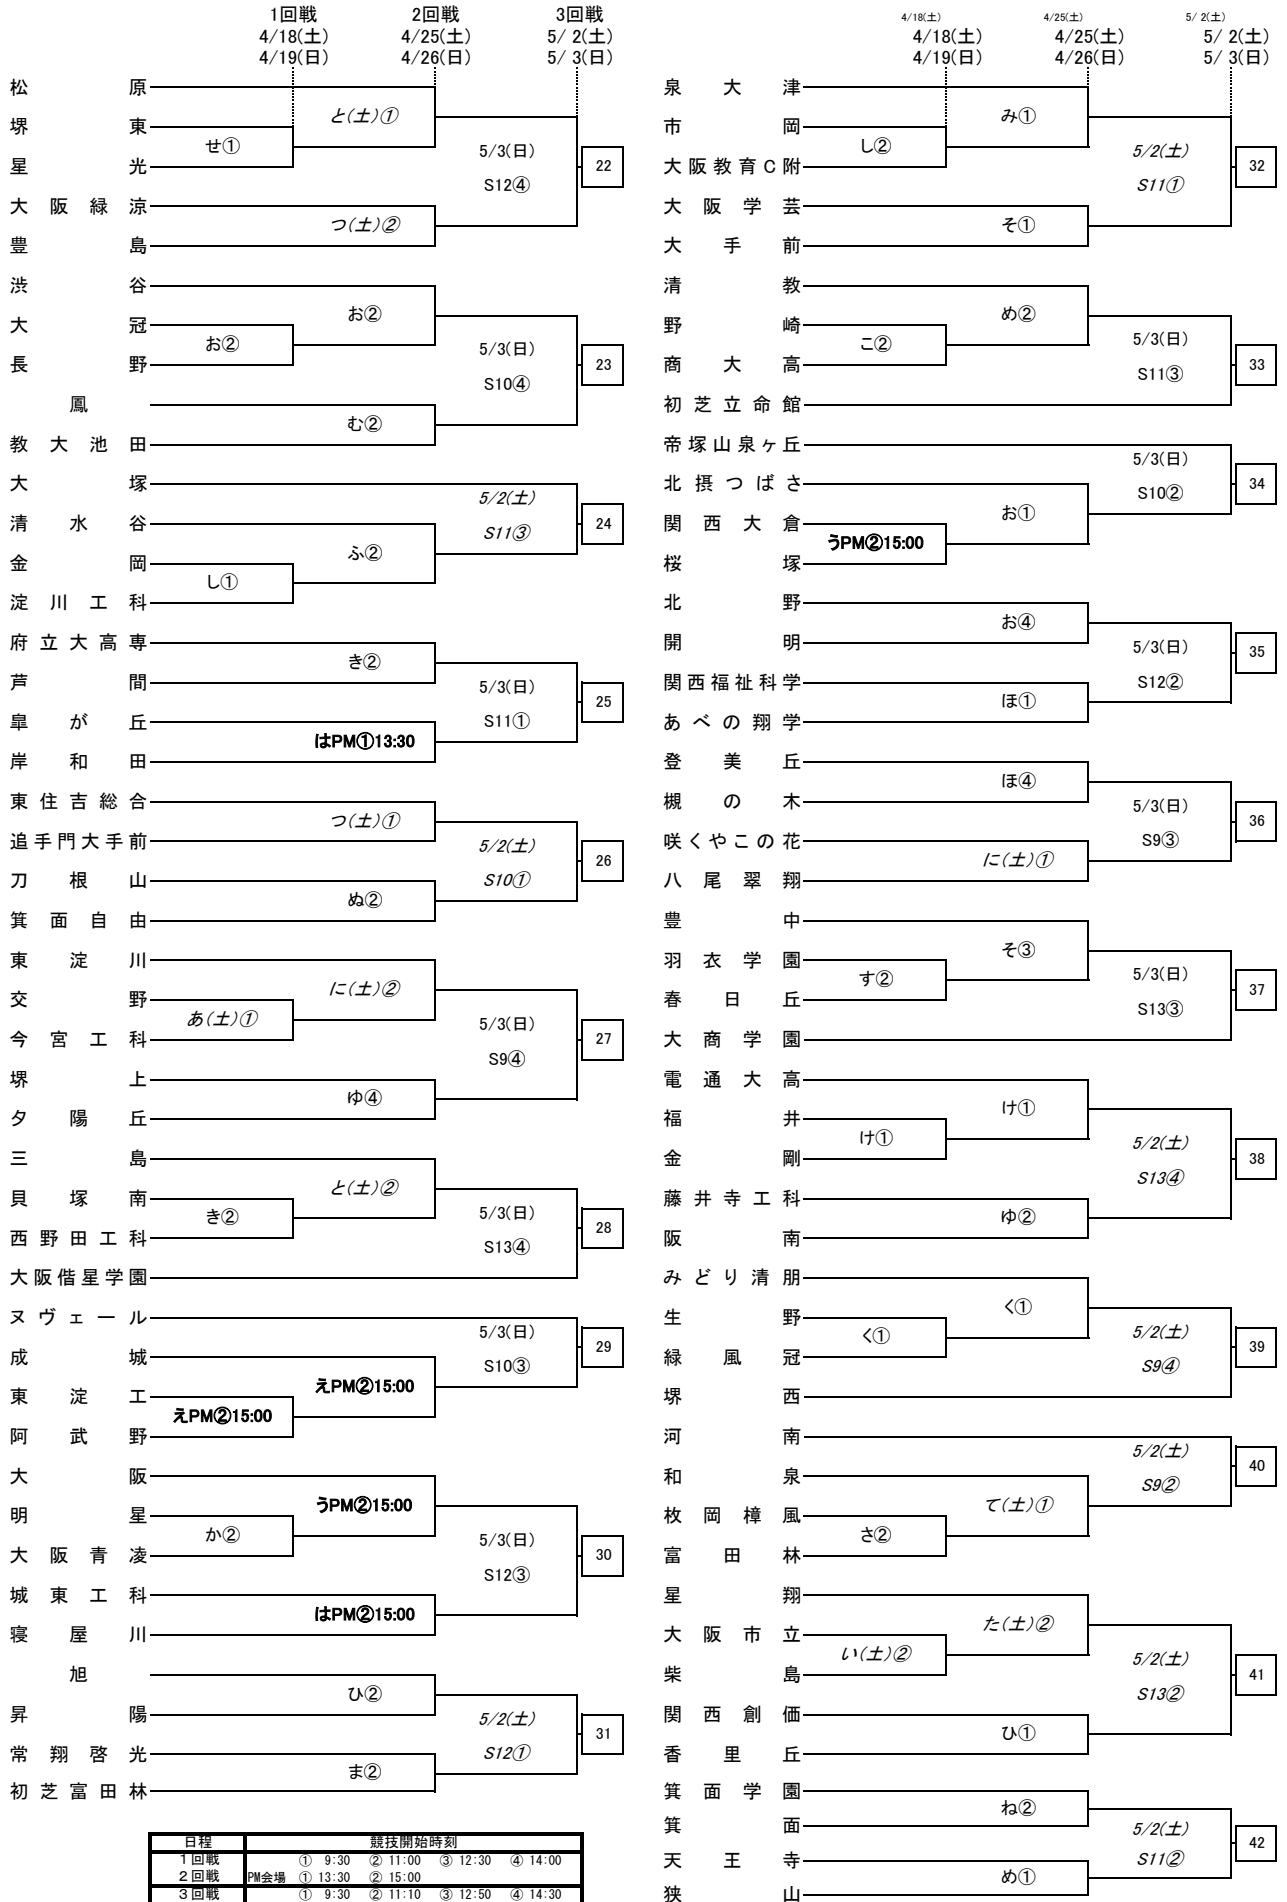 1回戦 2回戦 3回戦
4/18(土) 4/25(土) 5/ 2(土)
4/19(日) 4/26(日) 5/ 3(日)
松原
と(土)①
堺東
せ①
5/3(日)
星光
22
S12④
大阪緑涼
つ(土)②
豊島
渋谷
お②
大冠
お②
5/3(日)
長野
23
S10④
鳳
む②
教大池田
大塚
5/2(土)
清水谷
24
S11③
ふ②
金岡
し①
淀川工科
府立大高専
き②
芦間
5/3(日)
25
皐が丘
S11①
はPM①13:30
岸和田
東住吉総合
つ(土)①
追手門大手前
5/2(土)
26
刀根山
S10①
ぬ②
箕面自由
東淀川
に(土)②
交野
あ(土)①
5/3(日)
今宮工科
27
S9④
堺上
ゆ④
夕陽丘
三島
と(土)②
貝塚南
き②
5/3(日)
28
西野田工科
S13④
大阪偕星学園
ヌヴェール
5/3(日)
29
成城
S10③
えPM②15:00
東淀工
えPM②15:00
阿武野
大阪
うPM②15:00
明星
か②
5/3(日)
大阪青凌
30
S12③
城東工科
はPM②15:00
寝屋川
旭
ひ②
昇陽
5/2(土)
31
常翔啓光
S12①
ま②
初芝富田林
日程 競技開始時刻
1回戦 ① 9:30 ② 11:00 ③ 12:30 ④ 14:00
2回戦 PM会場 ① 13:30 ② 15:00
3回戦 ① 9:30 ② 11:10 ③ 12:50 ④ 14:30
4/18(土) 4/25(土) 5/ 2(土)
4/18(土) 4/25(土) 5/ 2(土)
4/19(日) 4/26(日) 5/ 3(日)
泉大津
み①
市岡
し②
5/2(土)
大阪教育C附
32
S11①
大阪学芸
そ①
大手前
清教
め②
野崎
こ②
5/3(日)
商大高
33
S11③
初芝立命館
帝塚山泉ヶ丘
5/3(日)
北摂つばさ
34
S10②
お①
関西大倉
うPM②15:00
桜塚
北野
お④
開明
5/3(日)
35
関西福祉科学
S12②
ほ①
あべの翔学
登美丘
ほ④
槻の木
5/3(日)
36
咲くやこの花
S9③
に(土)①
八尾翠翔
豊中
そ③
羽衣学園
す②
5/3(日)
37
春日丘
S13③
大商学園
電通大高
け①
福井
け①
5/2(土)
金剛
38
S13④
藤井寺工科
ゆ②
阪南
みどり清朋
く①
生野
く①
5/2(土)
39
緑風冠
S9④
堺西
河南
5/2(土)
40
和泉
S9②
て(土)①
枚岡樟風
さ②
富田林
星翔
た(土)②
大阪市立
い(土)②
5/2(土)
柴島
41
S13②
関西創価
ひ①
香里丘
箕面学園
ね②
箕面
5/2(土)
42
天王寺
S11②
め①
狭山